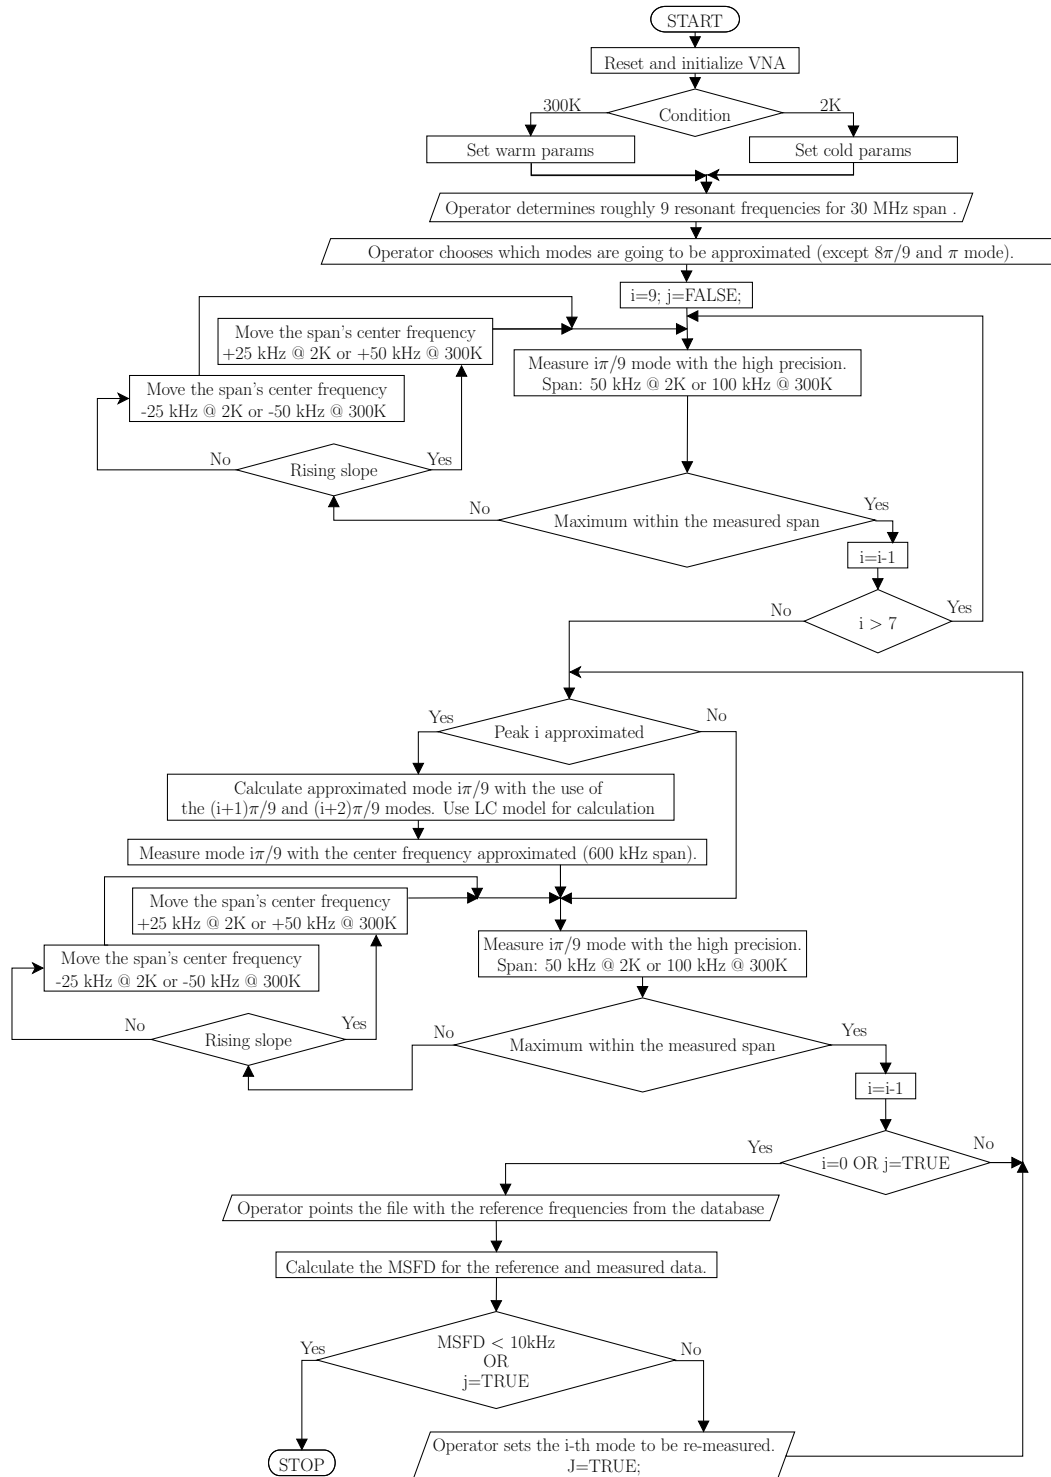 START
Reset and initialize VNA
300K
Condition
2K
Set warm params
Set cold params
Operator determines roughly 9 resonant frequencies for 30 MHz span .
Operator chooses which modes are going to be approximated (except 8π/9 and π mode).
i=9; j=FALSE;
Move the span's center frequency
+25 kHz @ 2K or +50 kHz @ 300K
Measure iπ/9 mode with the high precision.
Span: 50 kHz @ 2K or 100 kHz @ 300K
Move the span's center frequency
-25 kHz @ 2K or -50 kHz @ 300K
No
Rising slope
Yes
No
Maximum within the measured span
Yes
i=i-1
No
i > 7
Yes
Yes
Peak i approximated
No
Calculate approximated mode iπ/9 with the use of
the (i+1)π/9 and (i+2)π/9 modes. Use LC model for calculation
Measure mode iπ/9 with the center frequency approximated (600 kHz span).
Move the span's center frequency
+25 kHz @ 2K or +50 kHz @ 300K
Measure iπ/9 mode with the high precision.
Span: 50 kHz @ 2K or 100 kHz @ 300K
Move the span's center frequency
-25 kHz @ 2K or -50 kHz @ 300K
No
Rising slope
Yes
No
Maximum within the measured span
Yes
i=i-1
Yes
i=0 OR j=TRUE
No
Operator points the file with the reference frequencies from the database
Calculate the MSFD for the reference and measured data.
Yes
MSFD < 10kHz
OR
j=TRUE
No
Operator sets the i-th mode to be re-measured.
J=TRUE;
STOP